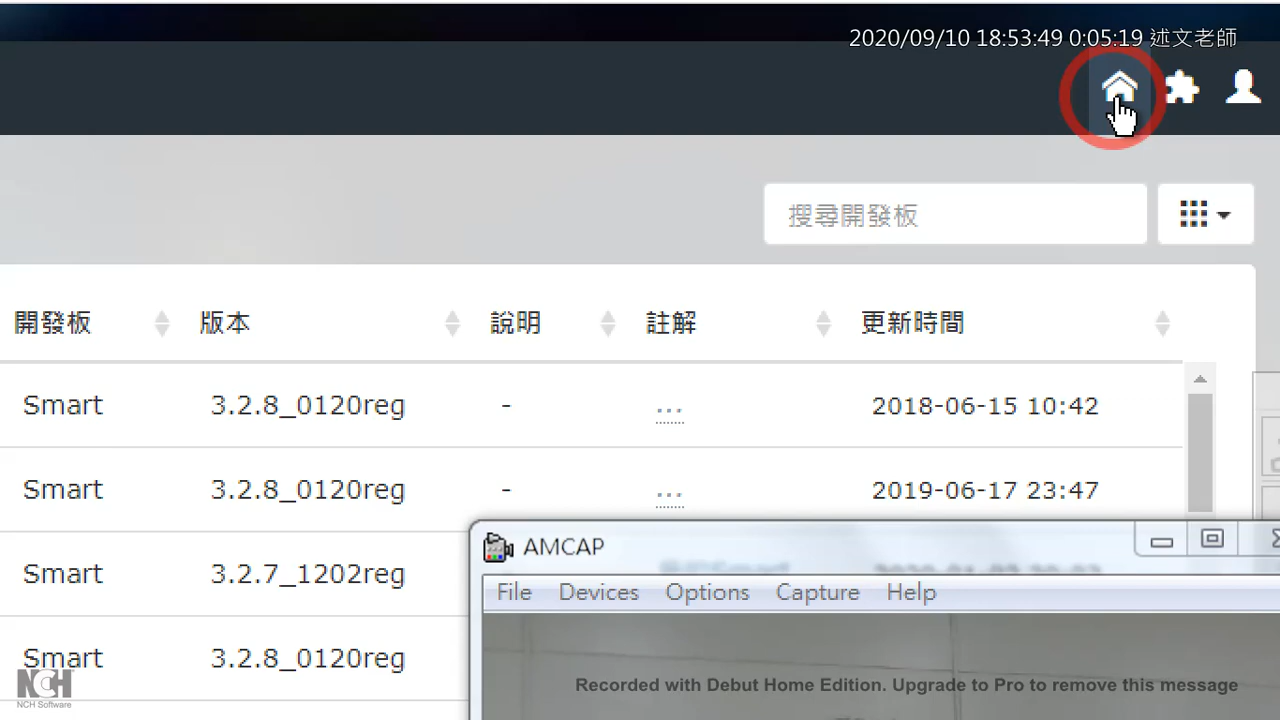 2020/09/10 18:53:49 0:05:19 述文老師
搜尋開發板
開發板 版本 說明 註解 更新時間
Smart 3.2.8_0120reg - ... 2018-06-15 10:42
Smart 3.2.8_0120reg - ... 2019-06-17 23:47
AMCAP
Smart 3.2.7_1202reg
File Devices Options Capture Help
Smart 3.2.8_0120reg
NCH
NCH Software
Recorded with Debut Home Edition. Upgrade to Pro to remove this message